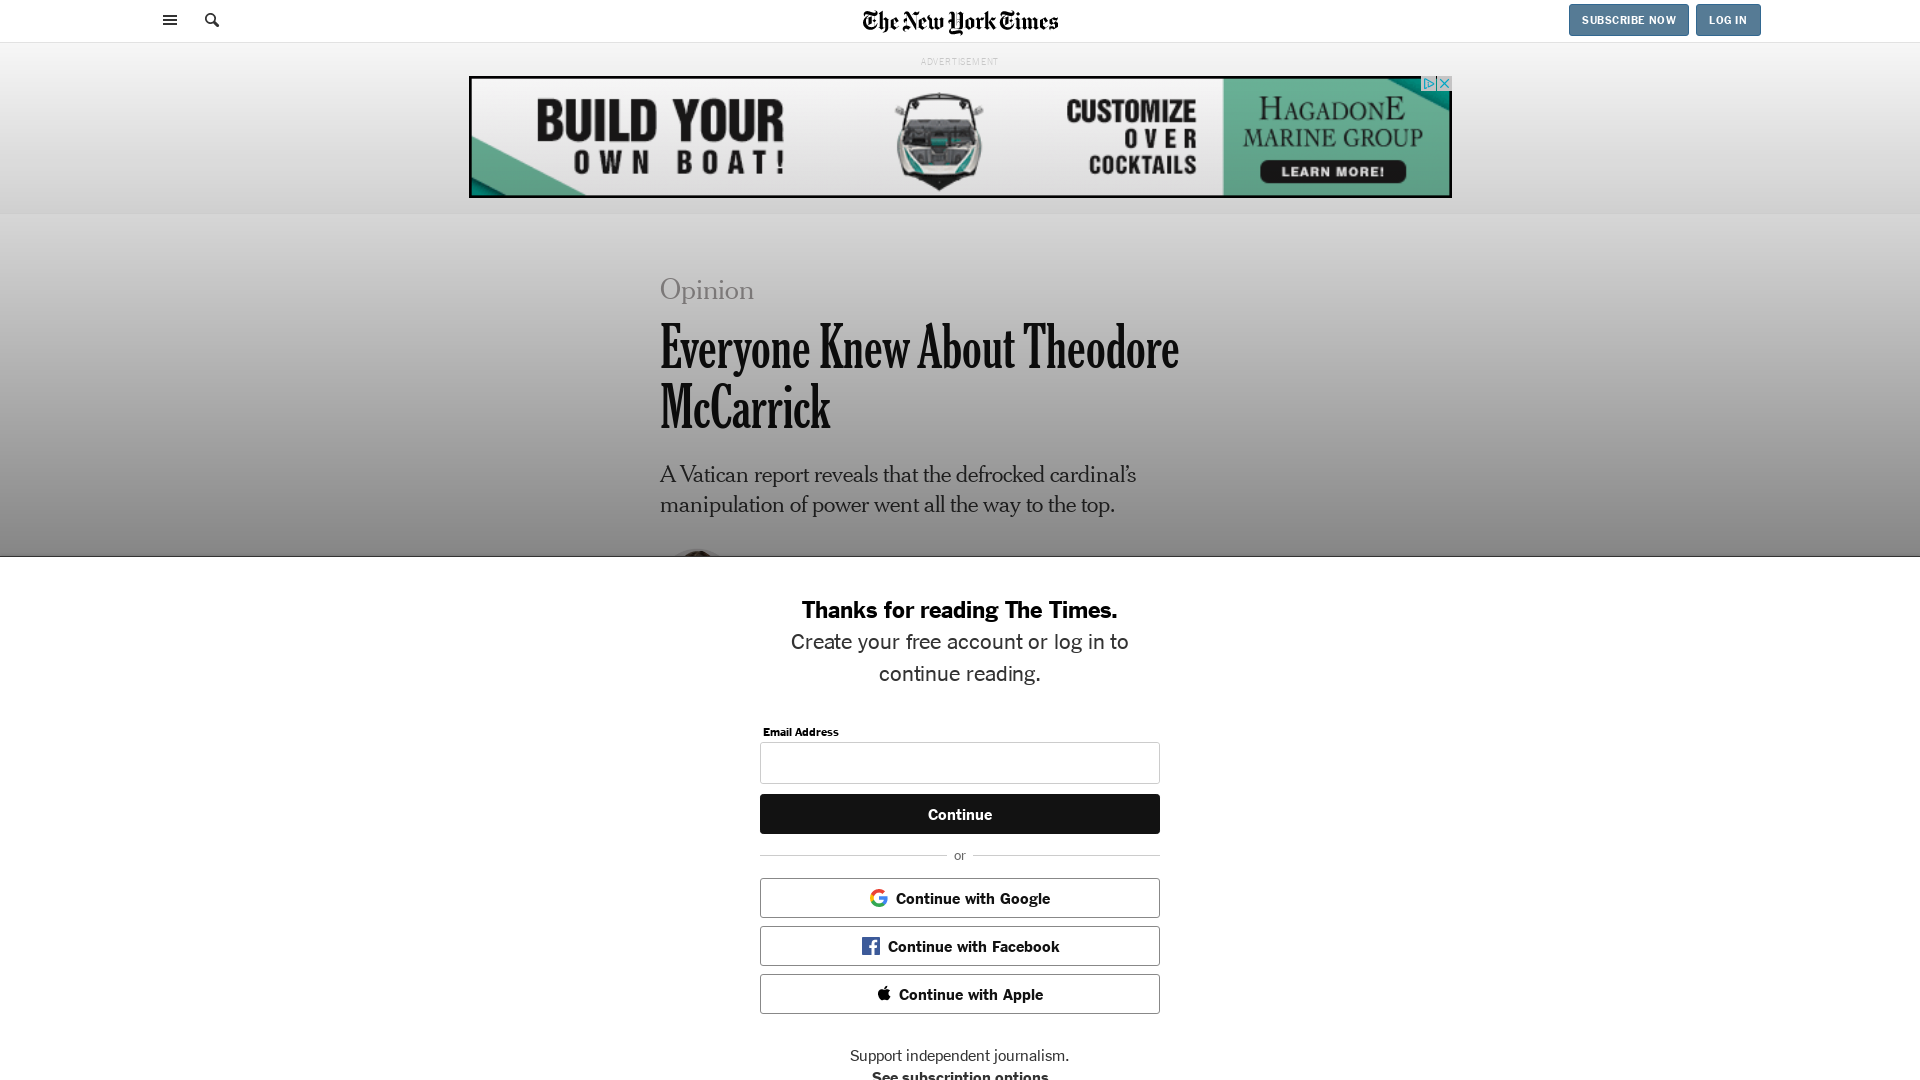 The New York Times
SUBSCRIBE NOW
LOG IN
ADVERTISEMENT
BUILD YOUR
OWN BOAT!
CUSTOMIZE
OVER
COCKTAILS
HAGADONE
MARINE GROUP
LEARN MORE!
Opinion
Everyone Knew About Theodore
McCarrick
A Vatican report reveals that the defrocked cardinal’s
manipulation of power went all the way to the top.
Thanks for reading The Times.
Create your free account or log in to
continue reading.
Email Address
Continue
or
Continue with Google
Continue with Facebook
Continue with Apple
Support independent journalism.
See subscription options